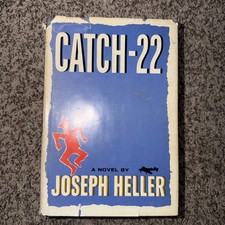 CATCH-22
A NOVEL BY
JOSEPH HELLER